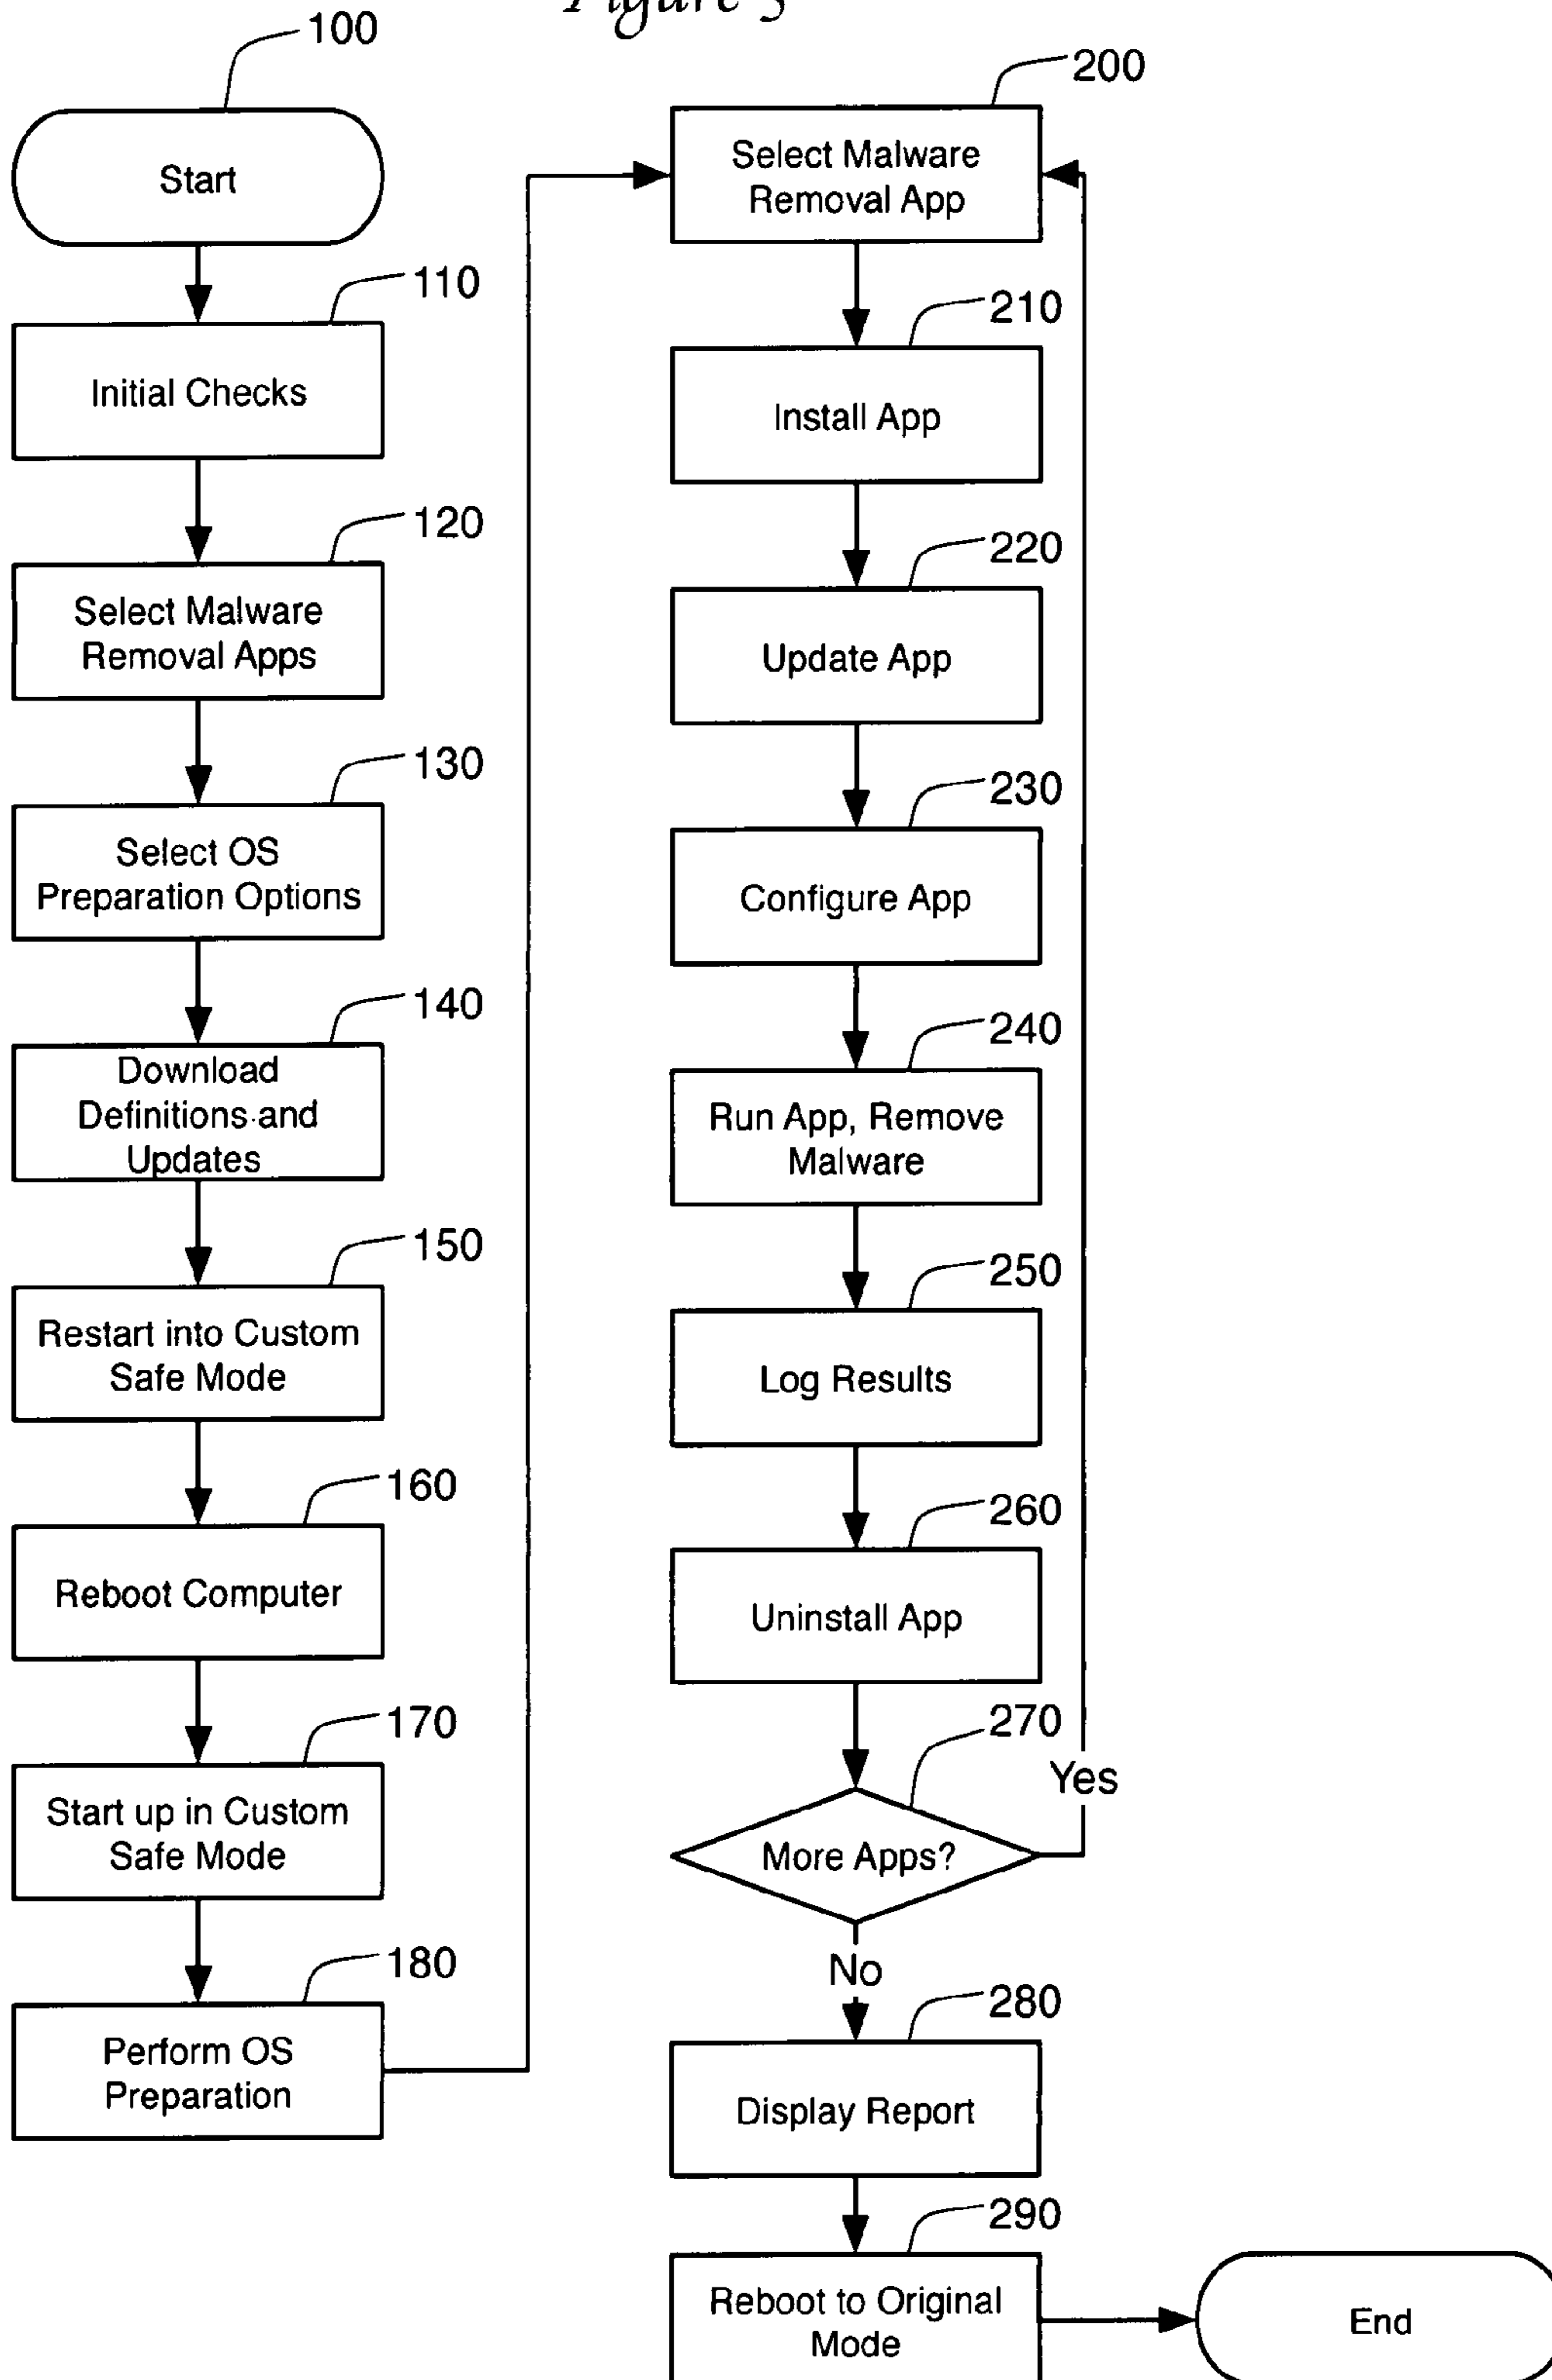 Figure 3
100
Start
110
Initial Checks
120
Select Malware
Removal Apps
130
Select OS
Preparation Options
140
Download
Definitions and
Updates
150
Restart into Custom
Safe Mode
160
Reboot Computer
170
Start up in Custom
Safe Mode
180
Perform OS
Preparation
200
Select Malware
Removal App
210
Install App
220
Update App
230
Configure App
240
Run App, Remove
Malware
250
Log Results
260
Uninstall App
270
More Apps?
Yes
No
280
Display Report
290
Reboot to Original
Mode
End